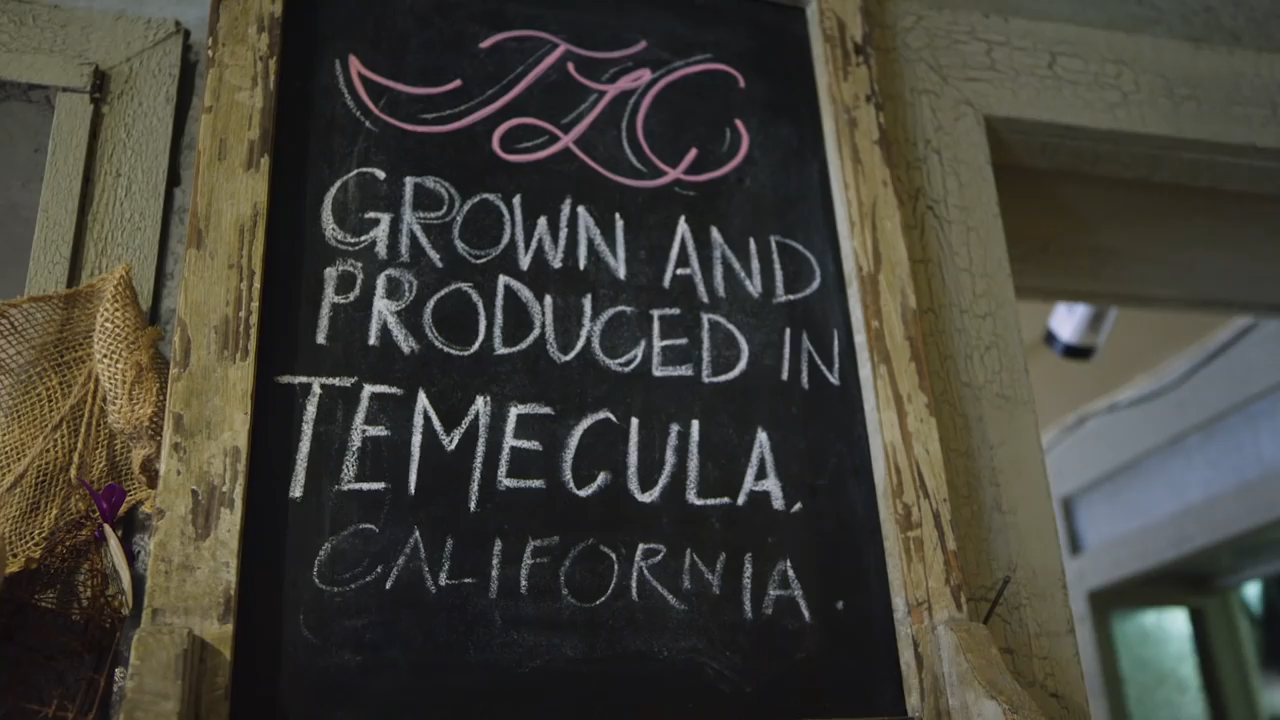 TLC
GROWN AND
PRODUCED IN
TEMECULA,
CALIFORNIA.